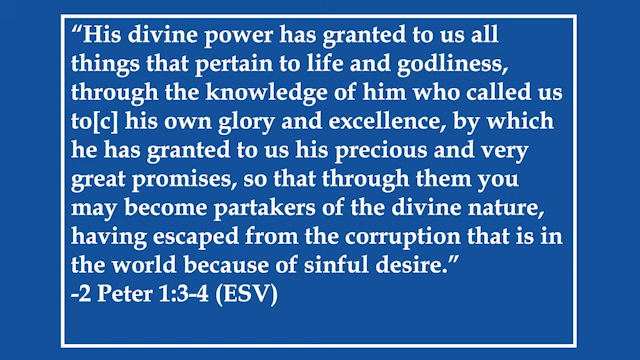 “His divine power has granted to us all
things that pertain to life and godliness,
through the knowledge of him who called us
to[c] his own glory and excellence, by which
he has granted to us his precious and very
great promises, so that through them you
may become partakers of the divine nature,
having escaped from the corruption that is in
the world because of sinful desire.”
-2 Peter 1:3-4 (ESV)